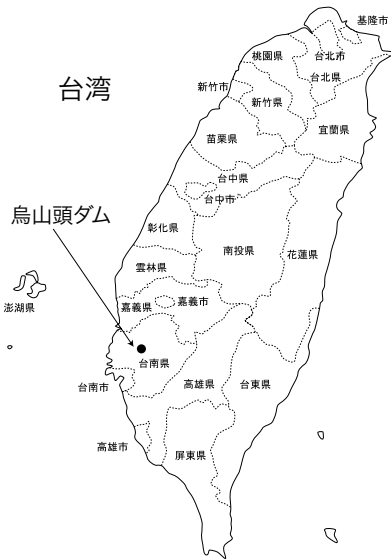 基隆市
桃園県
台北市
台北県
台湾
新竹市
新竹県
宜蘭県
苗栗県
台中県
台中市
烏山頭ダム
彰化県
南投県
花蓮県
雲林県
澎湖県
嘉義県
嘉義市
台南県
台南市
高雄県
台東県
高雄市
屏東県